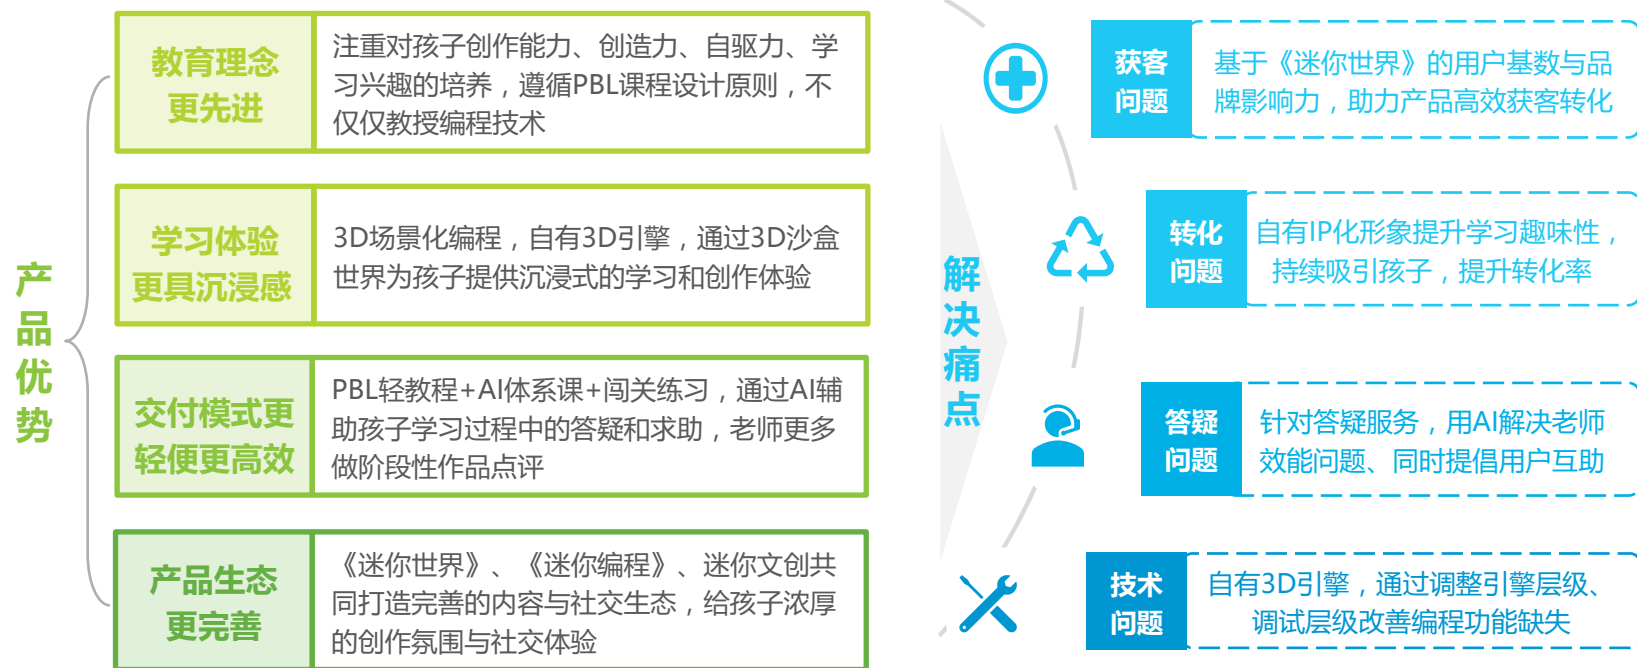 产品优势
教育理念
更先进
注重对孩子创作能力、创造力、自驱力、学
习兴趣的培养，遵循PBL课程设计原则，不
仅仅教授编程技术
学习体验
更具沉浸感
3D场景化编程，自有3D引擎，通过3D沙盒
世界为孩子提供沉浸式的学习和创作体验
交付模式更
轻便更高效
PBL轻教程+AI体系课+闯关练习，通过AI辅
助孩子学习过程中的答疑和求助，老师更多
做阶段性作品点评
产品生态
更完善
《迷你世界》、《迷你编程》、迷你文创共
同打造完善的内容与社交生态，给孩子浓厚
的创作氛围与社交体验
解决痛点
获客
问题
基于《迷你世界》的用户基数与品
牌影响力，助力产品高效获客转化
转化
问题
自有IP化形象提升学习趣味性，
持续吸引孩子，提升转化率
答疑
问题
针对答疑服务，用AI解决老师
效能问题、同时提倡用户互助
技术
问题
自有3D引擎，通过调整引擎层级、
调试层级改善编程功能缺失